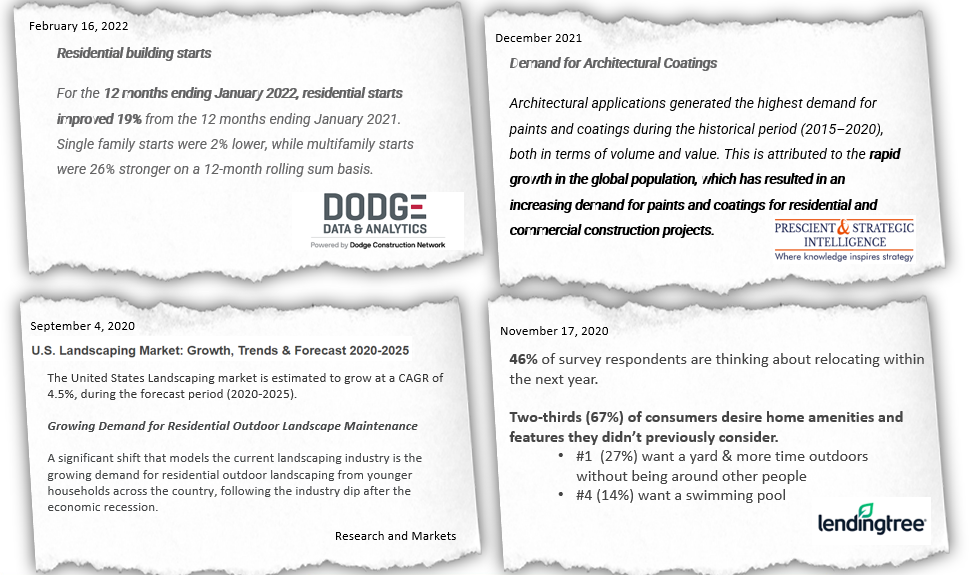 February 16, 2022
Residential building starts
For the 12 months ending January 2022, residential starts
improved 19% from the 12 months ending January 2021.
Single family starts were 2% lower, while multifamily starts
were 26% stronger on a 12-month rolling sum basis.
DODGE
DATA & ANALYTICS
Powered by Dodge Construction Network
December 2021
Demand for Architectural Coatings
Architectural applications generated the highest demand for
paints and coatings during the historical period (2015–2020),
both in terms of volume and value. This is attributed to the rapid
growth in the global population, which has resulted in an
increasing demand for paints and coatings for residential and
commercial construction projects.
PRESCIENT & STRATEGIC
INTELLIGENCE
Where knowledge inspires strategy
September 4, 2020
U.S. Landscaping Market: Growth, Trends & Forecast 2020-2025
The United States Landscaping market is estimated to grow at a CAGR of
4.5%, during the forecast period (2020-2025).
Growing Demand for Residential Outdoor Landscape Maintenance
A significant shift that models the current landscaping industry is the
growing demand for residential outdoor landscaping from younger
households across the country, following the industry dip after the
economic recession.
Research and Markets
November 17, 2020
46% of survey respondents are thinking about relocating within
the next year.
Two-thirds (67%) of consumers desire home amenities and
features they didn’t previously consider.
• #1 (27%) want a yard & more time outdoors
without being around other people
• #4 (14%) want a swimming pool
lendingtree